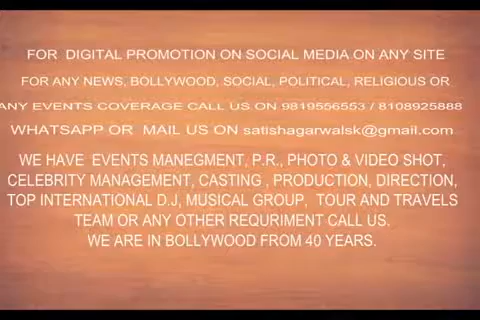 FOR DIGITAL PROMOTION ON SOCIAL MEDIA ON ANY SITE
FOR ANY NEWS, BOLLYWOOD, SOCIAL, POLITICAL, RELIGIOUS OR
ANY EVENTS COVERAGE CALL US ON 9819556553 / 8108925888
WHATSAPP OR MAIL US ON satishagarwalsk@gmail.com
WE HAVE EVENTS MANEGMENT, P.R., PHOTO & VIDEO SHOT,
CELEBRITY MANAGEMENT, CASTING , PRODUCTION, DIRECTION,
TOP INTERNATIONAL D.J, MUSICAL GROUP, TOUR AND TRAVELS
TEAM OR ANY OTHER REQURIMENT CALL US.
WE ARE IN BOLLYWOOD FROM 40 YEARS.